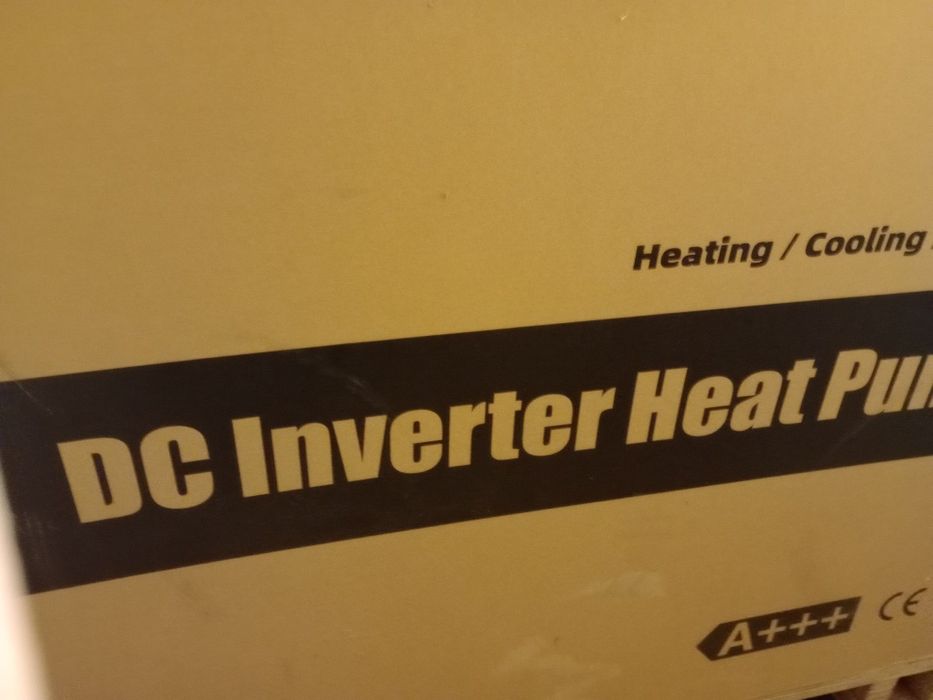 Heating / Cooling
DC Inverter Heat
A+++ CE